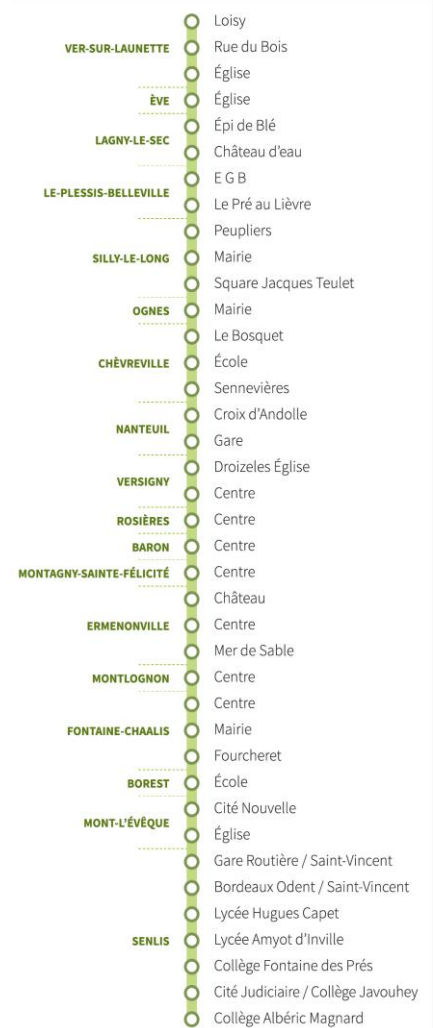 Loisy
VER-SUR-LAUNETTE
Rue du Bois
Église
ÈVE
Église
Épi de Blé
LAGNY-LE-SEC
Château d'eau
E G B
LE-PLESSIS-BELLEVILLE
Le Pré au Lièvre
Peupliers
SILLY-LE-LONG
Mairie
Square Jacques Teulet
OGNES
Mairie
Le Bosquet
CHÈVREVILLE
École
Sennevières
Croix d'Andolle
NANTEUIL
Gare
Droizeles Église
VERSIGNY
Centre
ROSIÈRES
Centre
BARON
Centre
MONTAGNY-SAINTE-FÉLICITÉ
Centre
Château
ERMENONVILLE
Centre
Mer de Sable
MONTLOGNON
Centre
Centre
FONTAINE-CHAALIS
Mairie
Fourcheret
BOREST
École
Cité Nouvelle
MONT-L'ÉVÊQUE
Église
Gare Routière / Saint-Vincent
Bordeaux Odent / Saint-Vincent
Lycée Hugues Capet
SENLIS
Lycée Amyot d'Inville
Collège Fontaine des Prés
Cité Judiciaire / Collège Javouhey
Collège Albéric Magnard